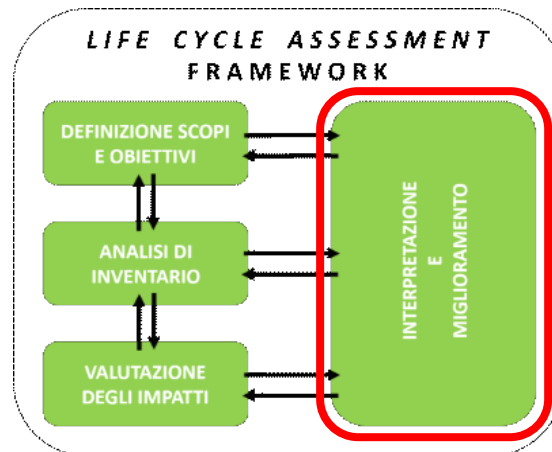 LIFE CYCLE ASSESSMENT
FRAMEWORK
DEFINIZIONE SCOPI
E OBIETTIVI
ANALISI DI
INVENTARIO
VALUTAZIONE
DEGLI IMPATTI
INTERPRETAZIONE
E
MIGLIORAMENTO